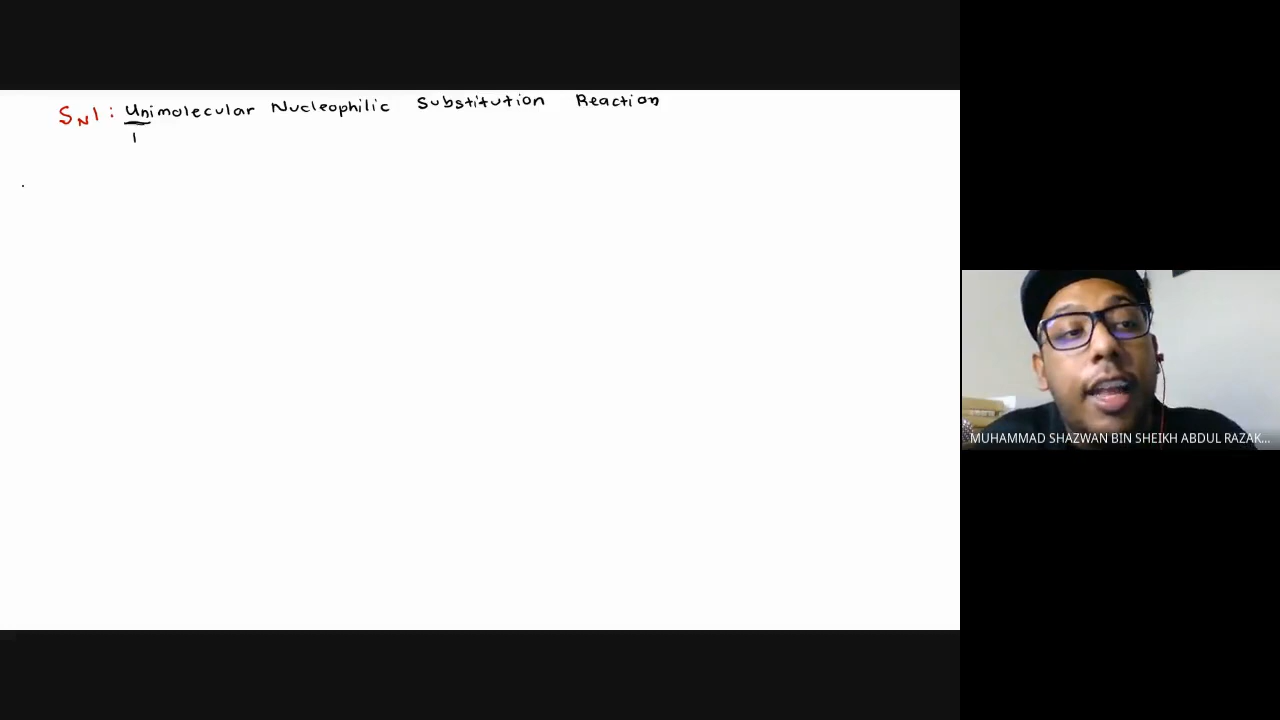 SN1: Unimolecular Nucleophilic Substitution Reaction
1
MUHAMMAD SHAZWAN BIN SHEIKH ABDUL RAZAK...